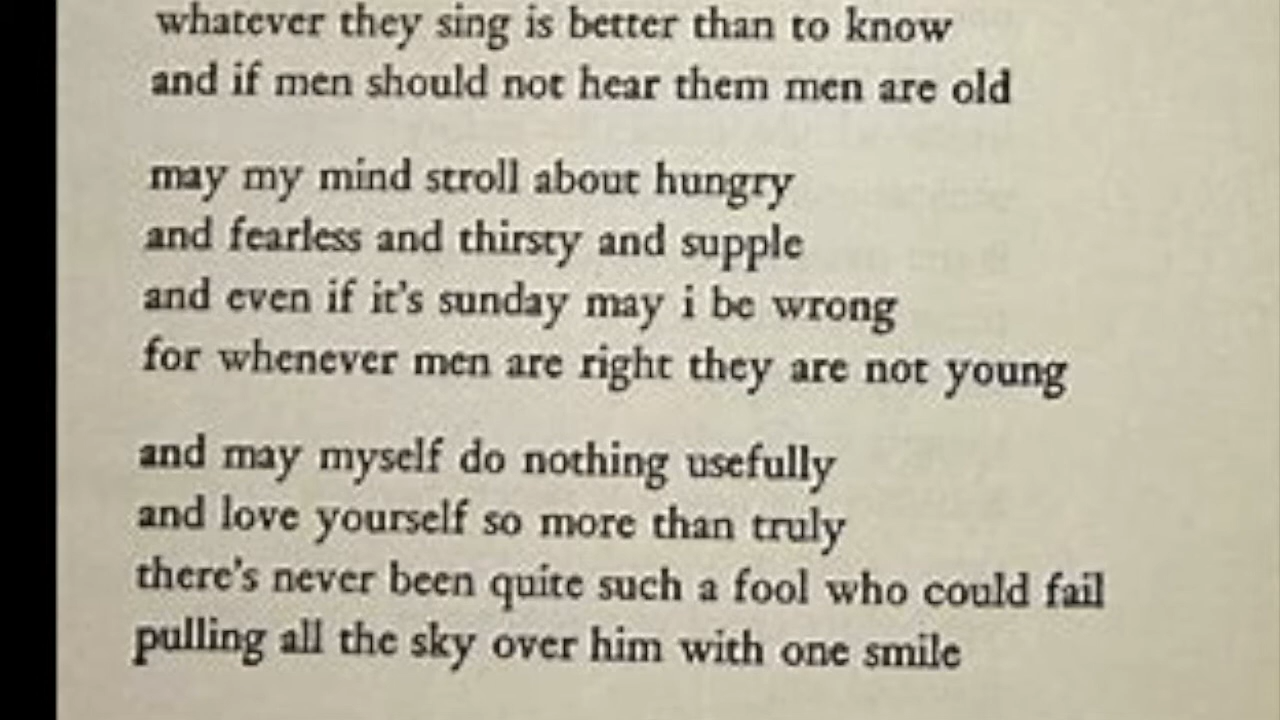 whatever they sing is better than to know
and if men should not hear them men are old
may my mind stroll about hungry
and fearless and thirsty and supple
and even if it's sunday may i be wrong
for whenever men are right they are not young
and may myself do nothing usefully
and love yourself so more than truly
there's never been quite such a fool who could fail
pulling all the sky over him with one smile